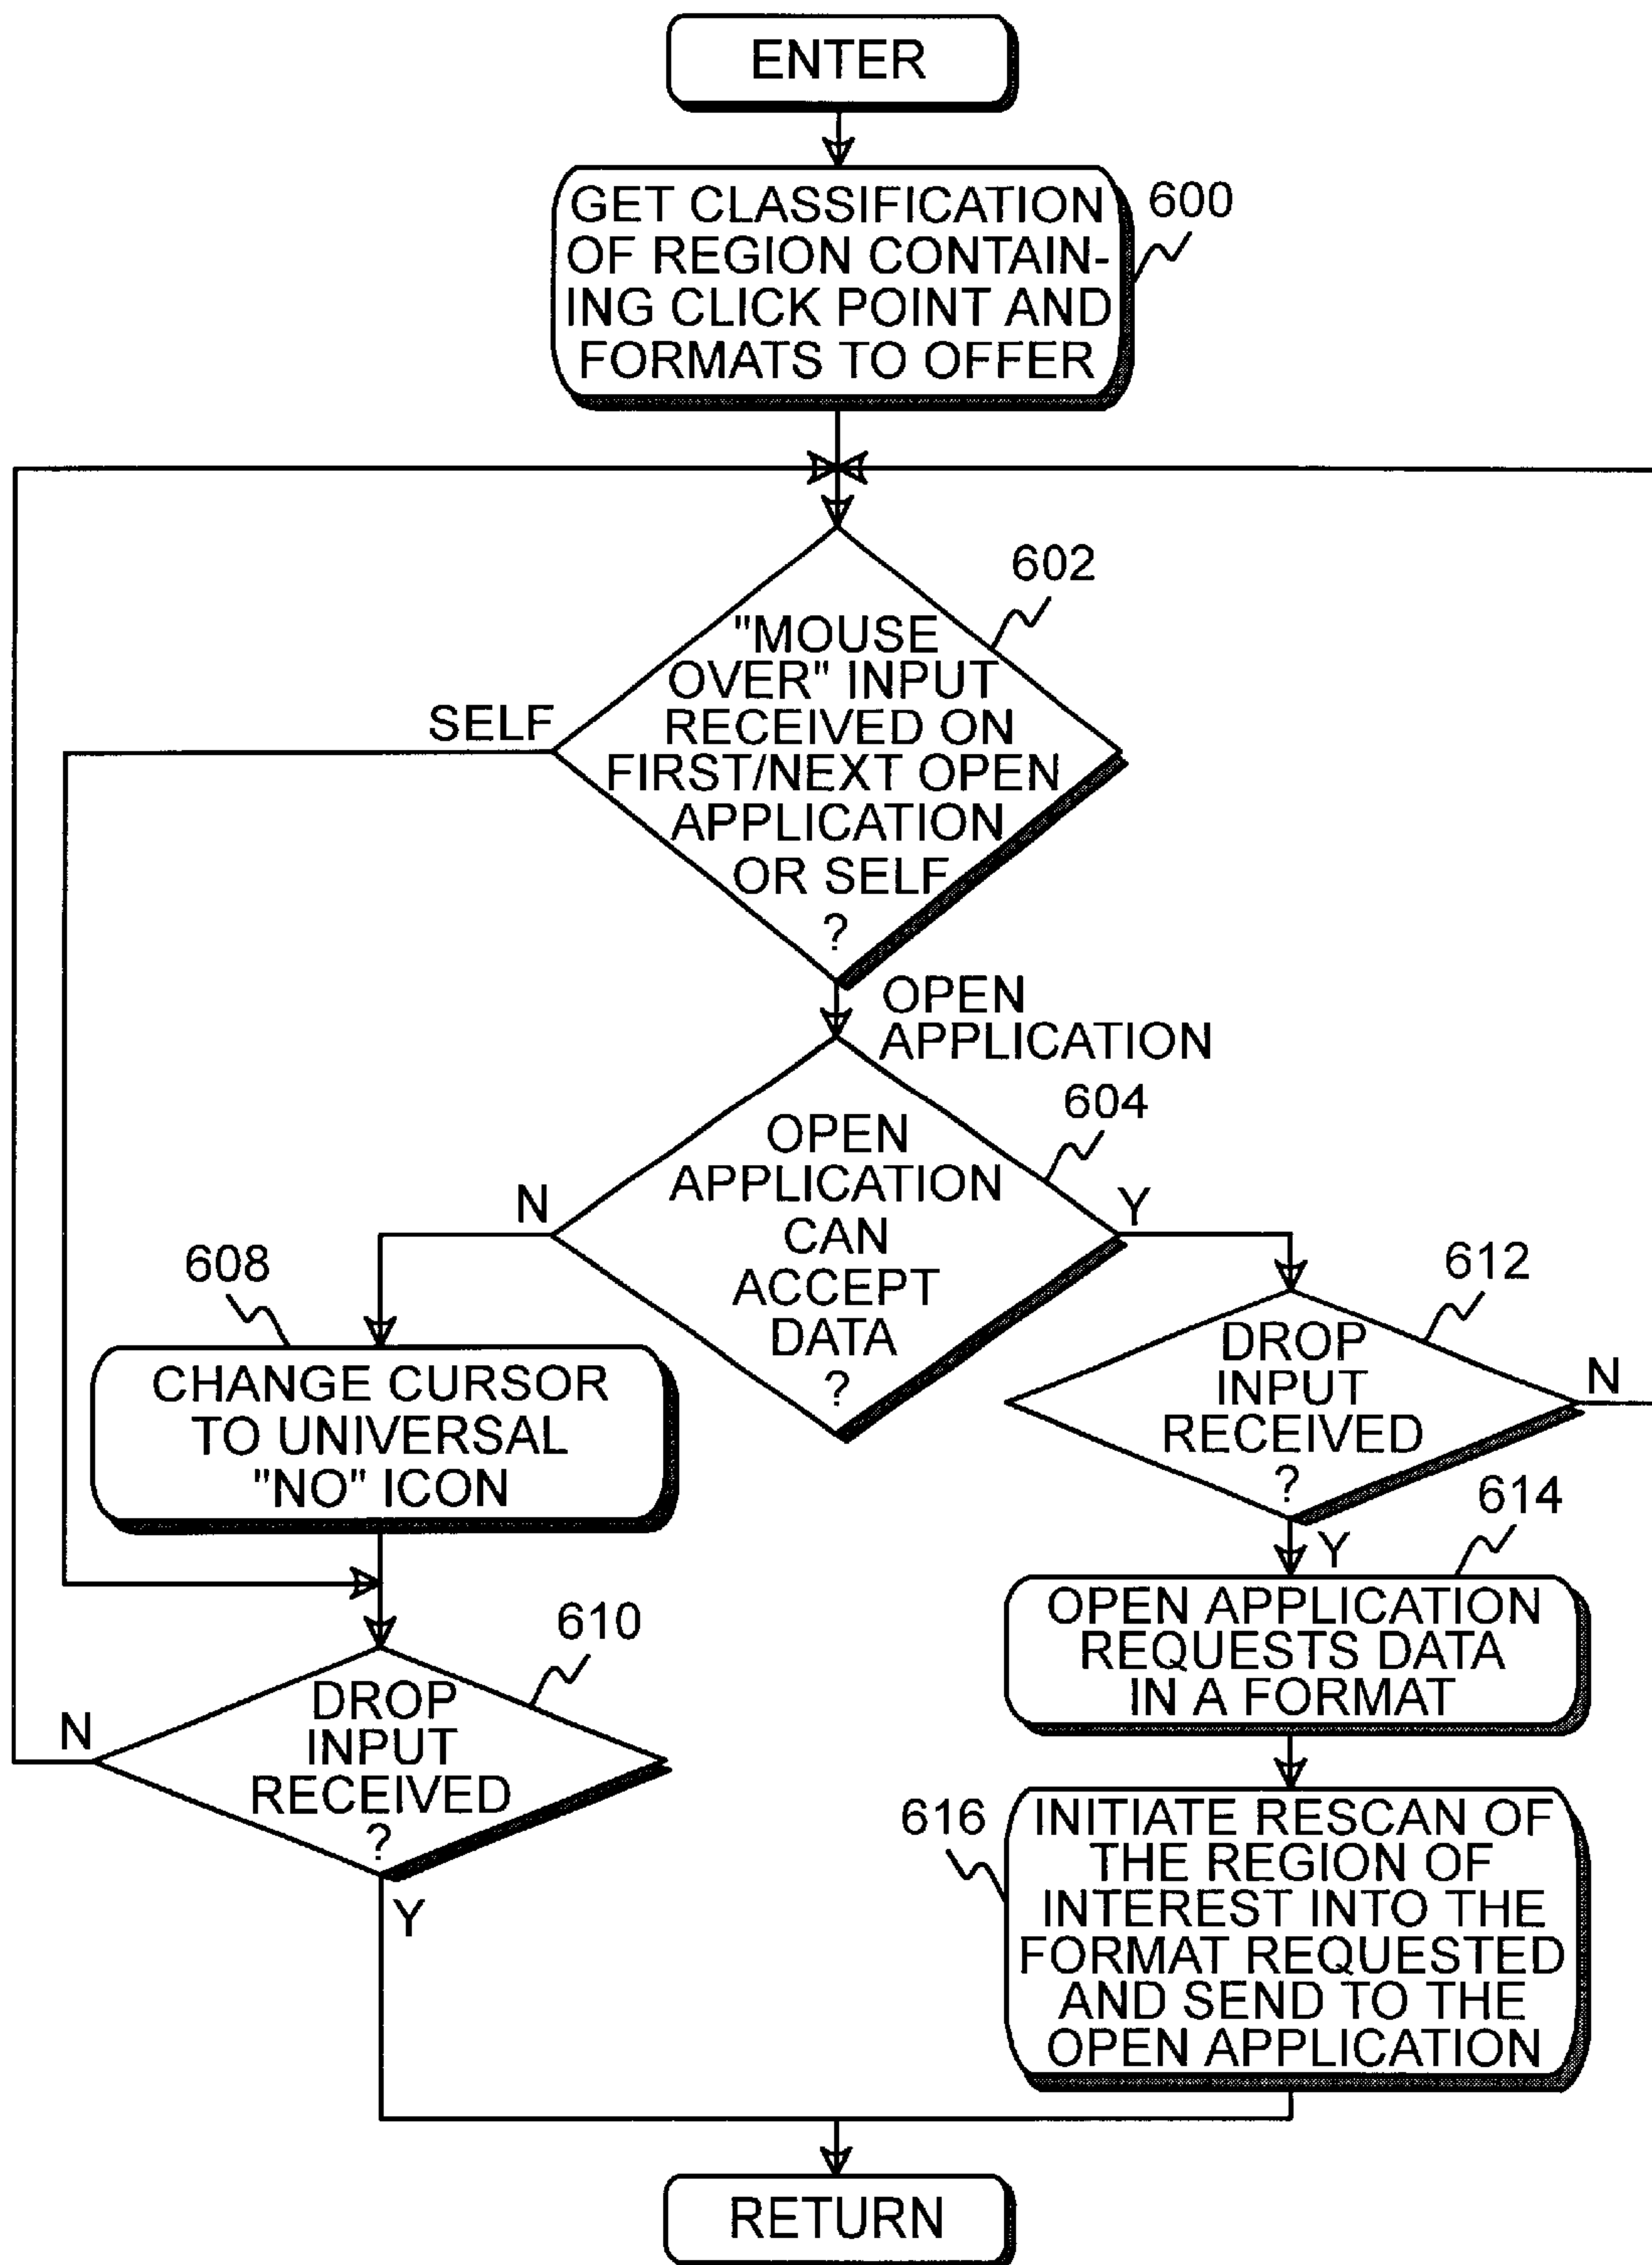 ENTER
GET CLASSIFICATION
OF REGION CONTAIN-
ING CLICK POINT AND
FORMATS TO OFFER
600
602
"MOUSE
OVER" INPUT
RECEIVED ON
FIRST/NEXT OPEN
APPLICATION
OR SELF
?
SELF
OPEN
APPLICATION
604
OPEN
APPLICATION
CAN
ACCEPT
DATA
?
N
Y
608
CHANGE CURSOR
TO UNIVERSAL
"NO" ICON
612
DROP
INPUT
RECEIVED
?
N
Y
614
OPEN APPLICATION
REQUESTS DATA
IN A FORMAT
610
DROP
INPUT
RECEIVED
?
N
Y
616
INITIATE RESCAN OF
THE REGION OF
INTEREST INTO THE
FORMAT REQUESTED
AND SEND TO THE
OPEN APPLICATION
RETURN